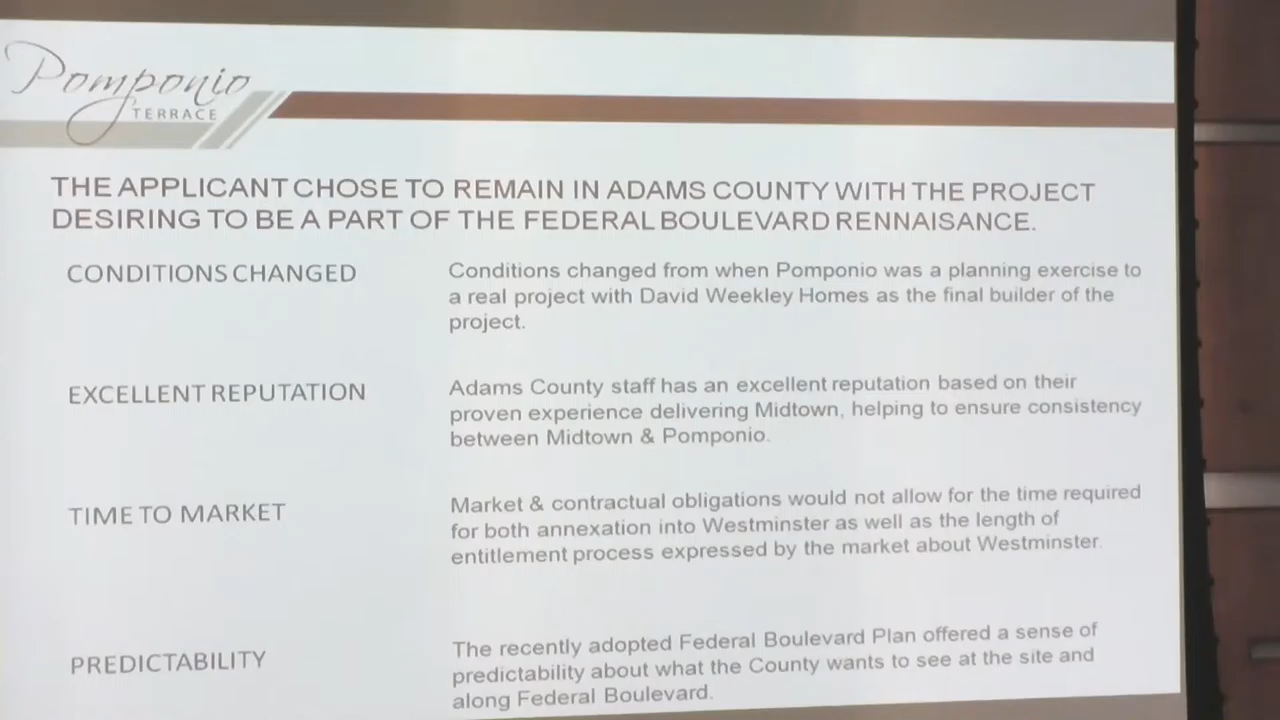 Pomponio
TERRACE
THE APPLICANT CHOSE TO REMAIN IN ADAMS COUNTY WITH THE PROJECT
DESIRING TO BE A PART OF THE FEDERAL BOULEVARD RENNAISANCE.
CONDITIONS CHANGED
Conditions changed from when Pomponio was a planning exercise to
a real project with David Weekley Homes as the final builder of the
project.
EXCELLENT REPUTATION
Adams County staff has an excellent reputation based on their
proven experience delivering Midtown, helping to ensure consistency
between Midtown & Pomponio.
TIME TO MARKET
Market & contractual obligations would not allow for the time required
for both annexation into Westminster as well as the length of
entitlement process expressed by the market about Westminster.
PREDICTABILITY
The recently adopted Federal Boulevard Plan offered a sense of
predictability about what the County wants to see at the site and
along Federal Boulevard.